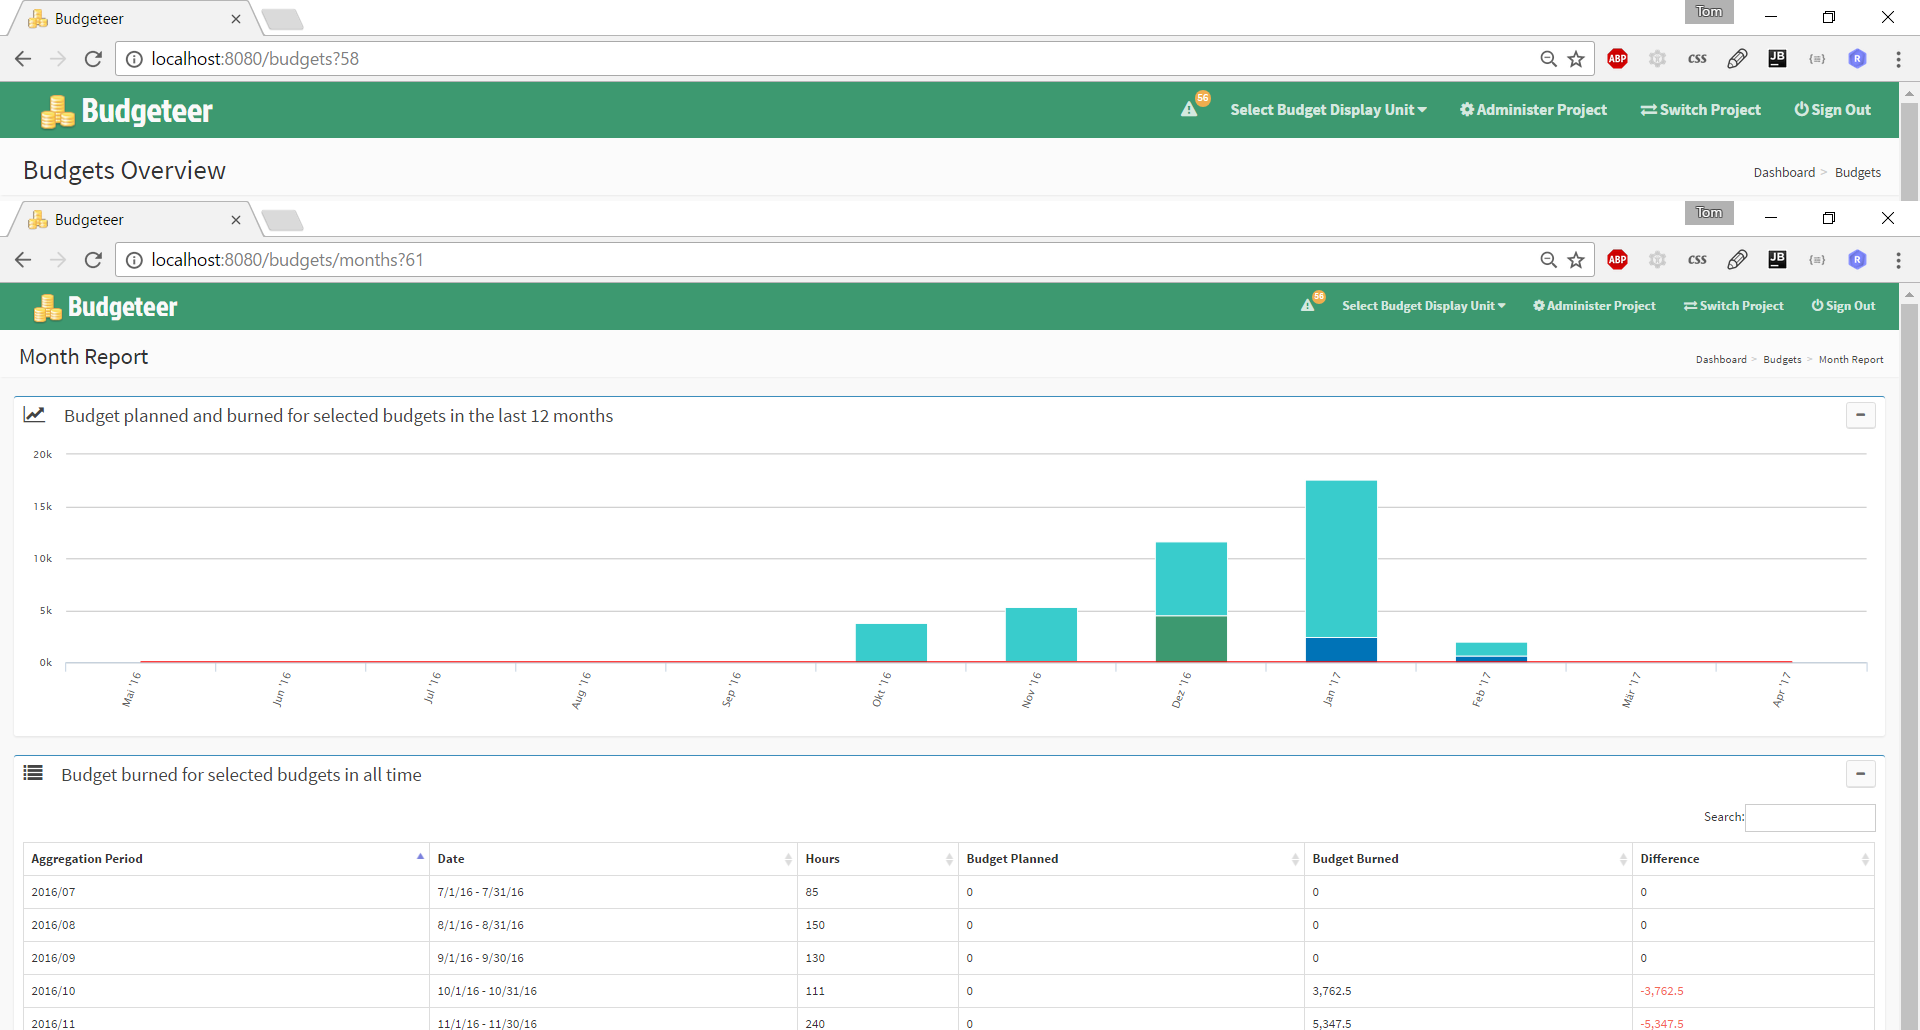 Budgeteer
Tom
localhost:8080/budgets?58
ABP
CSS
JB
R
Budgeteer
56
Select Budget Display Unit
Administer Project
Switch Project
Sign Out
Budgets Overview
Dashboard > Budgets
Budgeteer
Tom
localhost:8080/budgets/months?61
ABP
CSS
JB
R
Budgeteer
56
Select Budget Display Unit
Administer Project
Switch Project
Sign Out
Month Report
Dashboard > Budgets > Month Report
Budget planned and burned for selected budgets in the last 12 months
20k
15k
10k
5k
0k
Mai '16 Jun '16 Jul '16 Aug '16 Sep '16 Okt '16 Nov '16 Dez '16 Jan '17 Feb '17 Mär '17 Apr '17
Budget burned for selected budgets in all time
Search:
Aggregation Period Date Hours Budget Planned Budget Burned Difference
2016/07 7/1/16 - 7/31/16 85 0 0 0
2016/08 8/1/16 - 8/31/16 150 0 0 0
2016/09 9/1/16 - 9/30/16 130 0 0 0
2016/10 10/1/16 - 10/31/16 111 0 3,762.5 -3,762.5
2016/11 11/1/16 - 11/30/16 240 0 5,347.5 -5,347.5